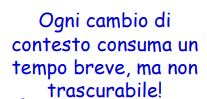 Ogni cambio di
contesto consuma un
tempo breve, ma non
trascurabile!